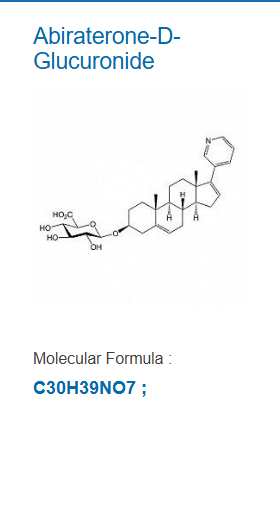 Abiraterone-D-
Glucuronide
N
H
H
H
HO₂C
O
HO
HO
O
OH
Molecular Formula :
C30H39NO7 ;